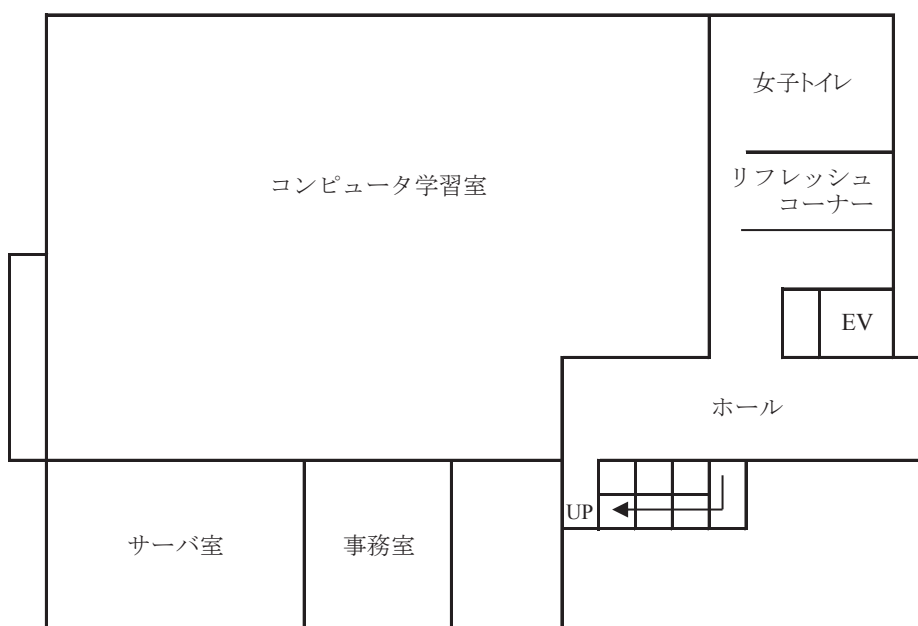 女子トイレ
リフレッシュ
コーナー
コンピュータ学習室
EV
ホール
UP
サーバ室
事務室